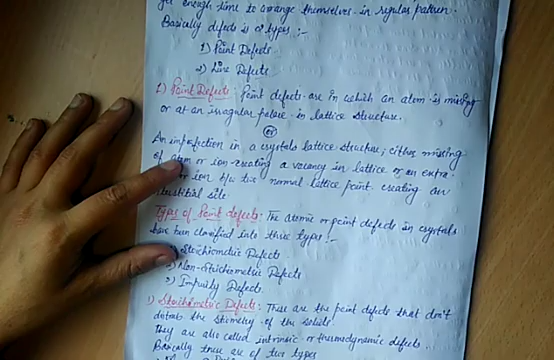 get enough time to arrange themselves in regular pattern.
Basically defects is of types :-
1) Point Defects
2) Line Defects
1) Point Defects : Point defects are in which an atom is missing
or at an irregular palace in lattice structure.
or
An imperfection in a crystals lattice structure; either missing
of atom or ion-creating a vacancy in lattice or an extra
or ion b/w two normal lattice point creating an
stitial site.
Types of Point defects : The atomic or point defects in crystals
have been classified into three types :-
1) Stoichiometric Defects
2) Non-Stoichiometric Defects
3) Impurity Defects.
1) Stoichiometric Defects : These are the point defects that don't
disturb the of the solids.
They are also called intrinsic or thermodynamic defects.
Basically these are of two types